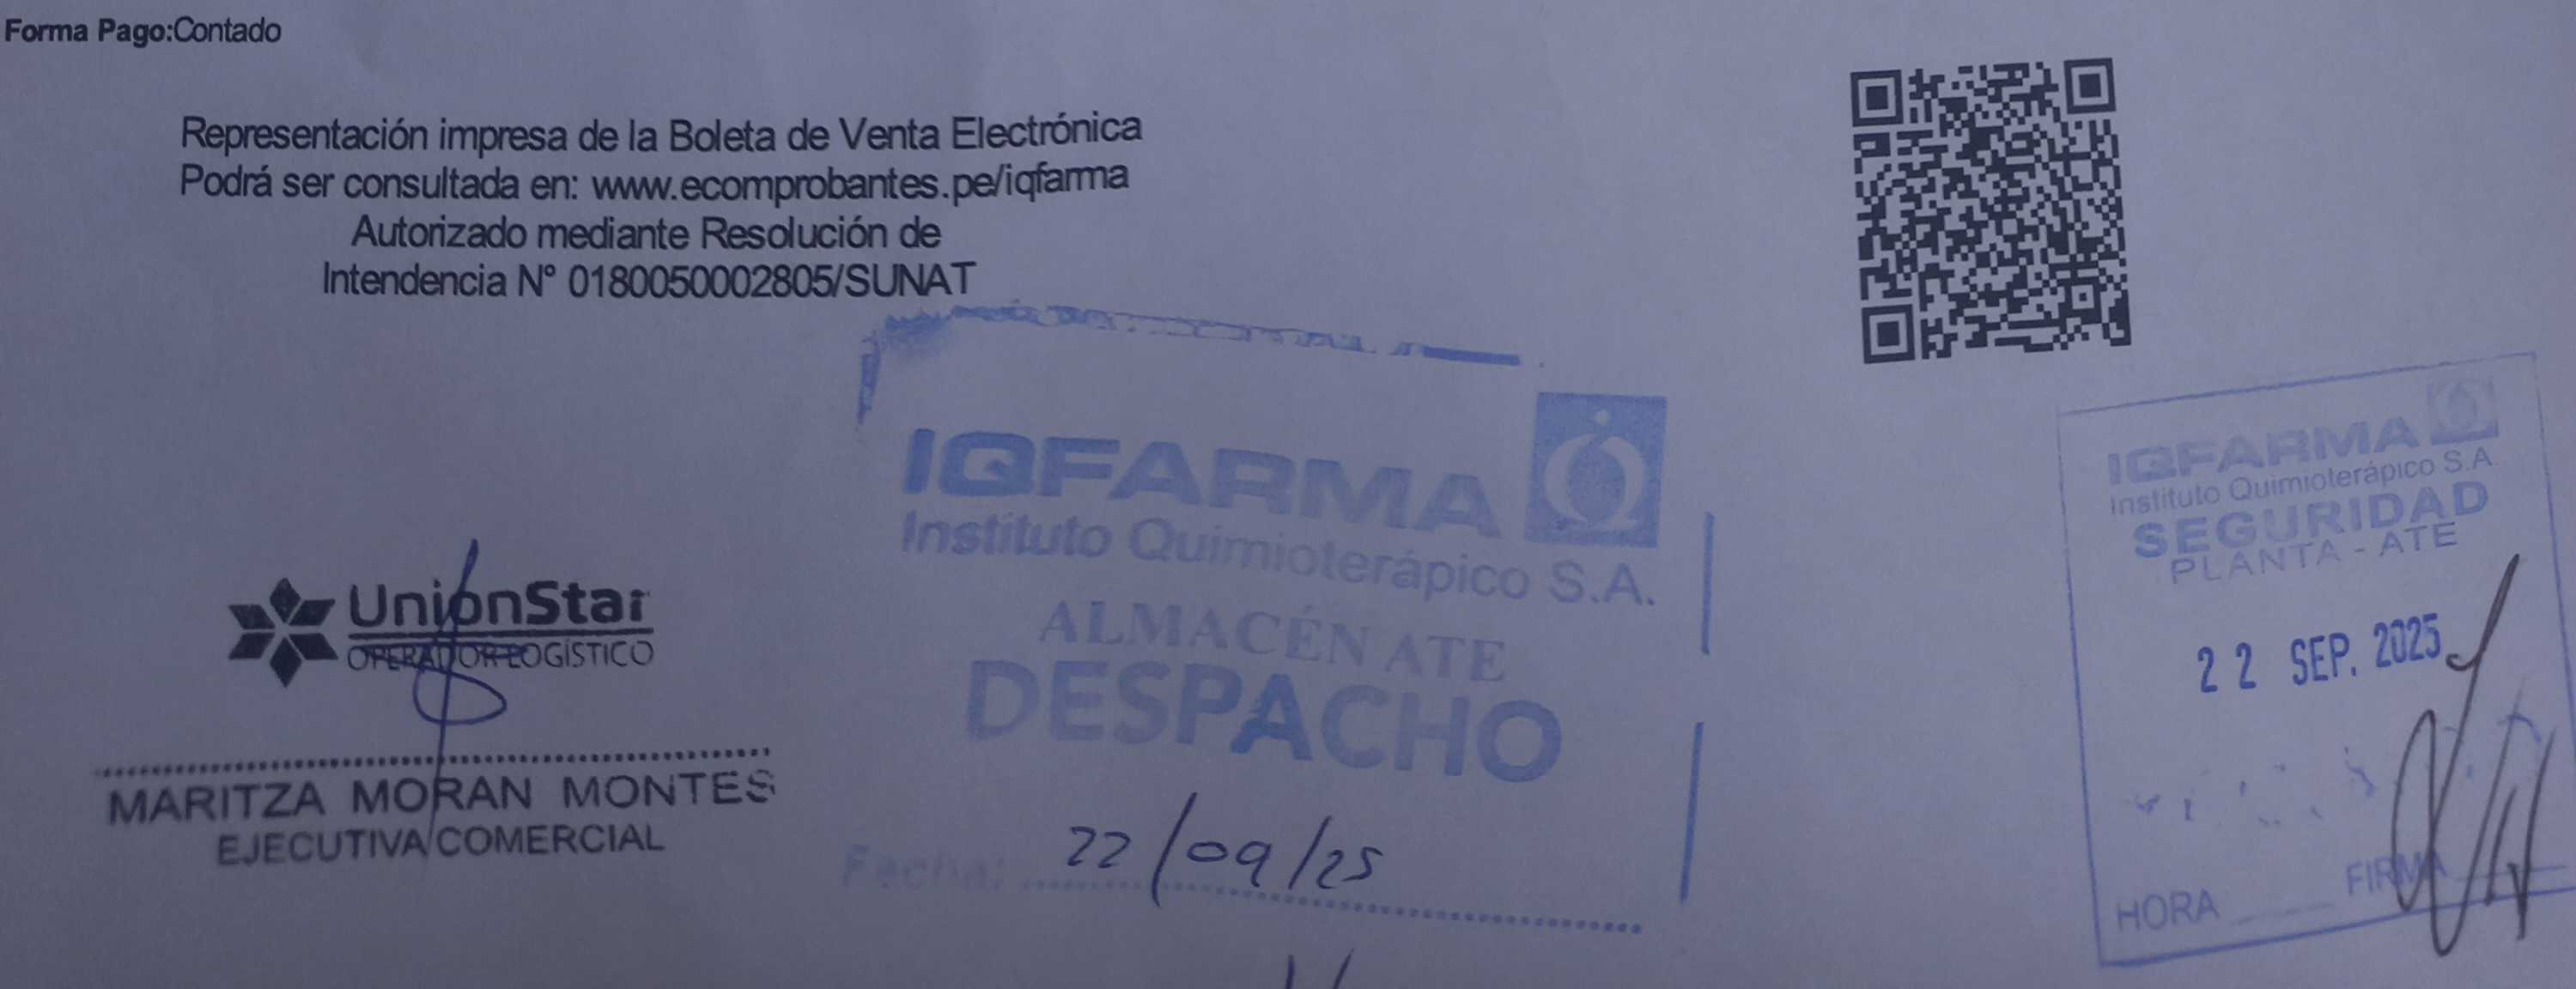 Forma Pago:Contado
Representación impresa de la Boleta de Venta Electrónica
Podrá ser consultada en: www.ecomprobantes.pe/iqfarma
Autorizado mediante Resolución de
Intendencia N° 0180050002805/SUNAT
UnionStar
OPERADOR LOGÍSTICO
MARITZA MORAN MONTES
EJECUTIVA COMERCIAL
IQFARMA
Instituto Quimioterápico S.A.
ALMACÉN ATE
DESPACHO
Fecha: 22/09/25
IQFARMA
Instituto Quimioterápico S.A.
SEGURIDAD
PLANTA - ATE
22 SEP. 2025
HORA FIRMA